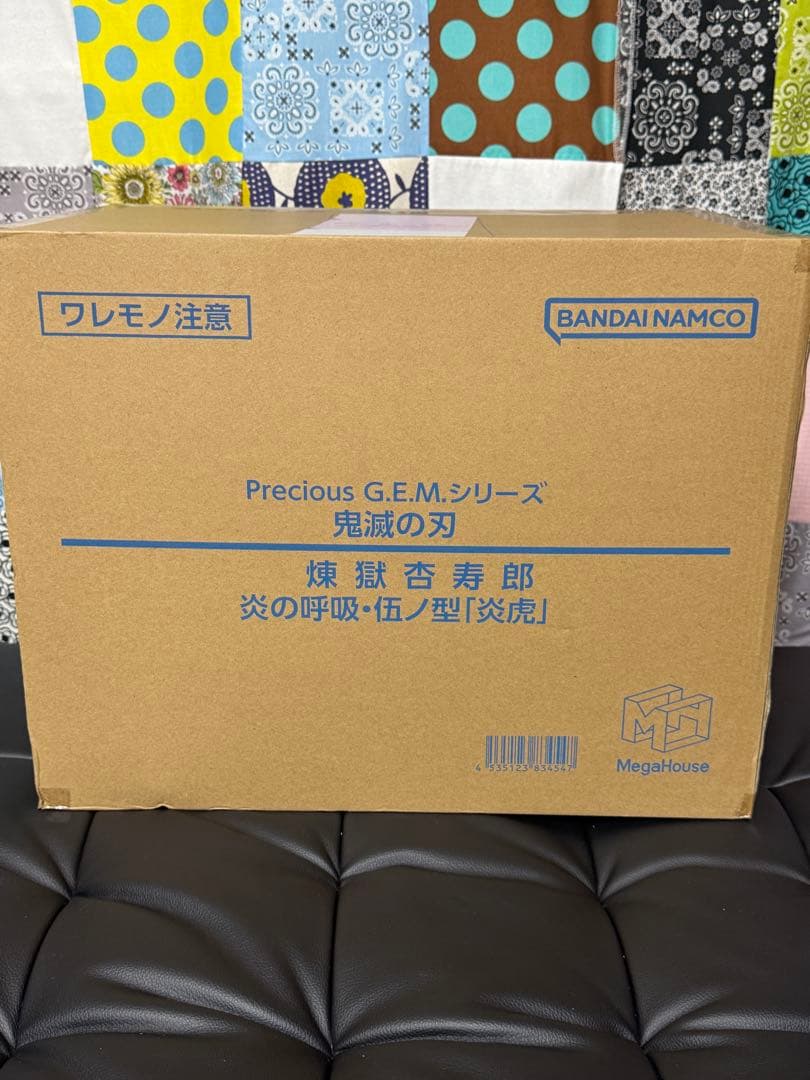 ワレモノ注意
BANDAI NAMCO
Precious G.E.M.シリーズ
鬼滅の刃
煉獄杏寿郎
炎の呼吸・伍ノ型「炎虎」
4 535123 834547
MH
MegaHouse